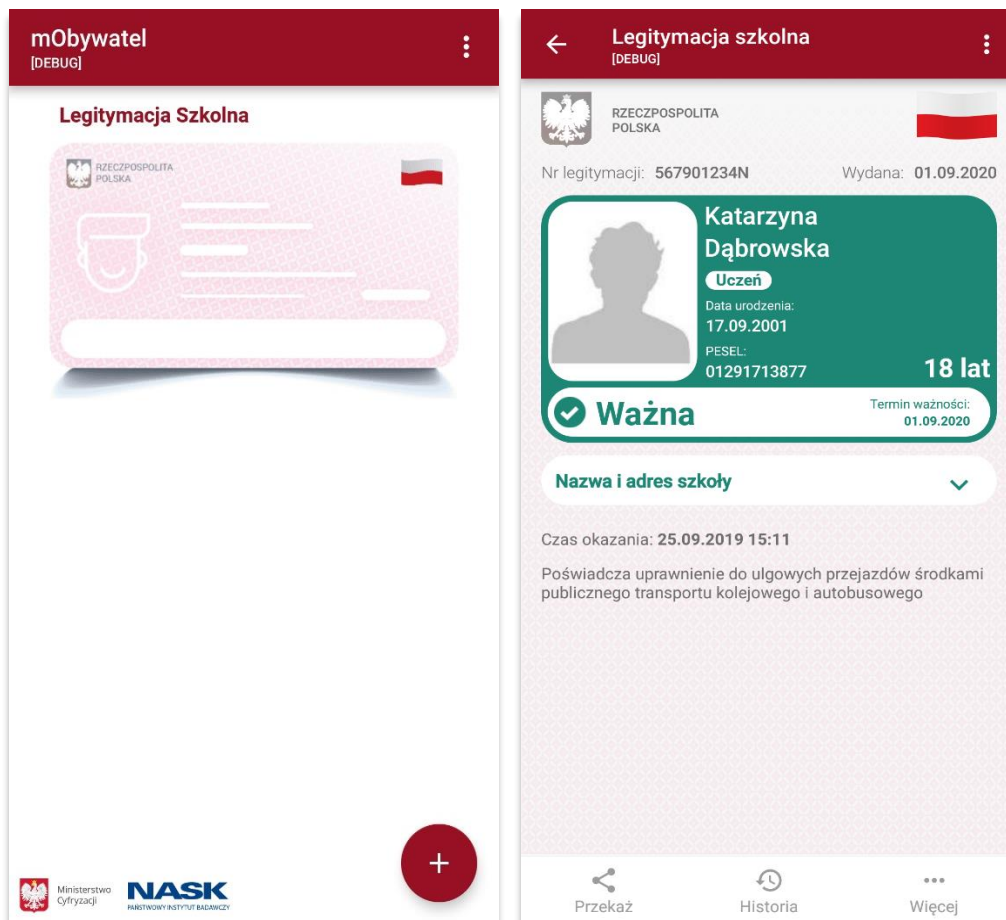 mObywatel
[DEBUG]
Legitymacja Szkolna
RZECZPOSPOLITA
POLSKA
Ministerstwo
Cyfryzacji
NASK
PAŃSTWOWY INSTYTUT BADAWCZY
Legitymacja szkolna
[DEBUG]
RZECZPOSPOLITA
POLSKA
Nr legitymacji: 567901234N Wydana: 01.09.2020
Katarzyna
Dąbrowska
Uczeń
Data urodzenia:
17.09.2001
PESEL:
01291713877
18 lat
Ważna
Termin ważności:
01.09.2020
Nazwa i adres szkoły
Czas okazania: 25.09.2019 15:11
Poświadcza uprawnienie do ulgowych przejazdów środkami
publicznego transportu kolejowego i autobusowego
Przekaż Historia Więcej